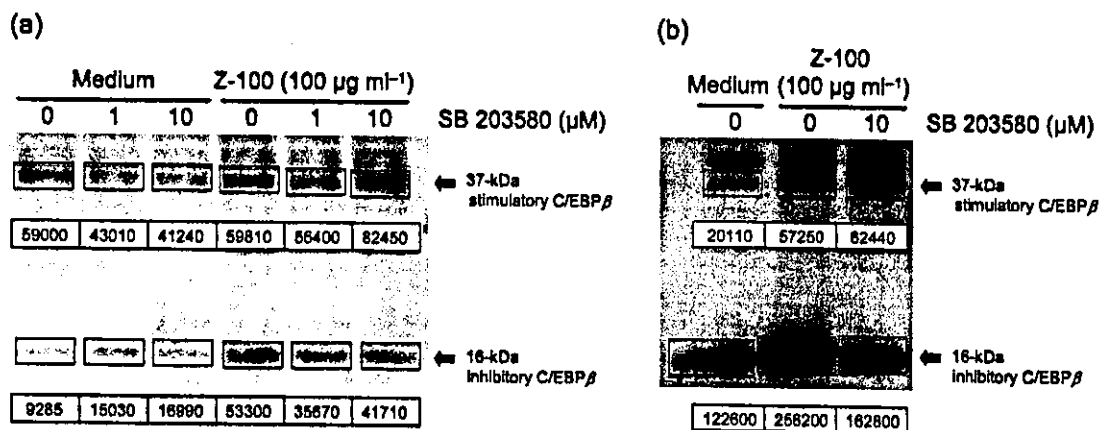 (a)
Medium Z-100 (100 µg ml⁻¹)
0 1 10 0 1 10 SB 203580 (µM)
37-kDa
stimulatory C/EBPβ
59000 43010 41240 59810 56400 82450
16-kDa
inhibitory C/EBPβ
9285 15030 16990 53300 35670 41710
(b)
Z-100
Medium (100 µg ml⁻¹)
0 0 10 SB 203580 (µM)
37-kDa
stimulatory C/EBPβ
20110 57250 62440
16-kDa
inhibitory C/EBPβ
122600 256200 162800